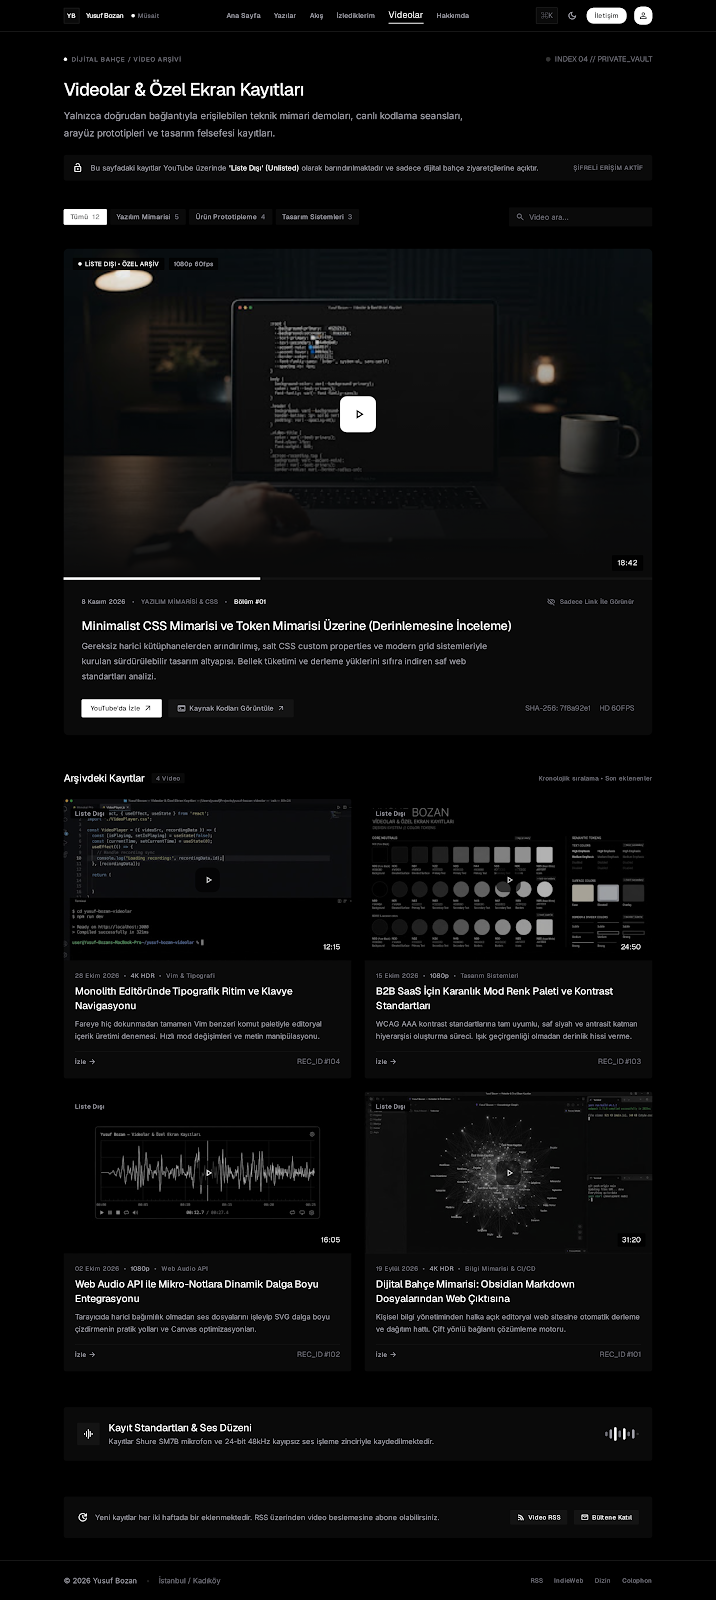 YB Yusuf Bozan Müsait
Ana Sayfa Yazılar Akış İzlediklerim Videolar Hakkımda
⌘K İletişim
DİJİTAL BAHÇE / VİDEO ARŞİVİ
INDEX 04 // PRIVATE_VAULT
Videolar & Özel Ekran Kayıtları
Yalnızca doğrudan bağlantıyla erişilebilen teknik mimari demoları, canlı kodlama seansları,
arayüz prototipleri ve tasarım felsefesi kayıtları.
Bu sayfadaki kayıtlar YouTube üzerinde 'Liste Dışı' (Unlisted) olarak barındırılmaktadır ve sadece dijital bahçe ziyaretçilerine açıktır.
ŞİFRELİ ERİŞİM AKTİF
Tümü 12 Yazılım Mimarisi 5 Ürün Prototipleme 4 Tasarım Sistemleri 3
Video ara...
LİSTE DIŞI • ÖZEL ARŞİV 1080p 60fps
18:42
8 Kasım 2026 • YAZILIM MİMARİSİ & CSS • Bölüm #01
Sadece Link İle Görünür
Minimalist CSS Mimarisi ve Token Mimarisi Üzerine (Derinlemesine İnceleme)
Gereksiz harici kütüphanelerden arındırılmış, salt CSS custom properties ve modern grid sistemleriyle
kurulan sürdürülebilir tasarım altyapısı. Bellek tüketimi ve derleme yüklerini sıfıra indiren saf web
standartları analizi.
YouTube'da İzle Kaynak Kodları Görüntüle
SHA-256: 7f8a92e1 HD 60FPS
Arşivdeki Kayıtlar 4 Video
Kronolojik sıralama • Son eklenenler
Liste Dışı
12:15
28 Ekim 2026 • 4K HDR • Vim & Tipografi
Monolith Editöründe Tipografik Ritim ve Klavye
Navigasyonu
Fareye hiç dokunmadan tamamen Vim benzeri komut paletiyle editoryal
içerik üretimi denemesi. Hızlı mod değişimleri ve metin manipülasyonu.
İzle →
REC_ID #104
Liste Dışı BOZAN
VİDEOLAR & ÖZEL EKRAN KAYITLARI
24:50
15 Ekim 2026 • 1080p • Tasarım Sistemleri
B2B SaaS İçin Karanlık Mod Renk Paleti ve Kontrast
Standartları
WCAG AAA kontrast standartlarına tam uyumlu, saf siyah ve antrasit katman
hiyerarşisi oluşturma süreci. Işık geçirgenliği olmadan derinlik hissi verme.
İzle →
REC_ID #103
Liste Dışı
Yusuf Bozan — Videolar & Özel Ekran Kayıtları
16:05
02 Ekim 2026 • 1080p • Web Audio API
Web Audio API ile Mikro-Notlara Dinamik Dalga Boyu
Entegrasyonu
Tarayıcıda harici bağımlılık olmadan ses dosyalarını işleyip SVG dalga boyu
çizdirmenin pratik yolları ve Canvas optimizasyonları.
İzle →
REC_ID #102
Liste Dışı
31:20
19 Eylül 2026 • 4K HDR • Bilgi Mimarisi & CI/CD
Dijital Bahçe Mimarisi: Obsidian Markdown
Dosyalarından Web Çıktısına
Kişisel bilgi yönetiminden halka açık editoryal web sitesine otomatik derleme
ve dağıtım hattı. Çift yönlü bağlantı çözümleme motoru.
İzle →
REC_ID #101
Kayıt Standartları & Ses Düzeni
Kayıtlar Shure SM7B mikrofon ve 24-bit 48kHz kayıpsız ses işleme zinciriyle kaydedilmektedir.
Yeni kayıtlar her iki haftada bir eklenmektedir. RSS üzerinden video beslemesine abone olabilirsiniz.
Video RSS Bültene Katıl
© 2026 Yusuf Bozan · İstanbul / Kadıköy
RSS IndieWeb Dizin Colophon